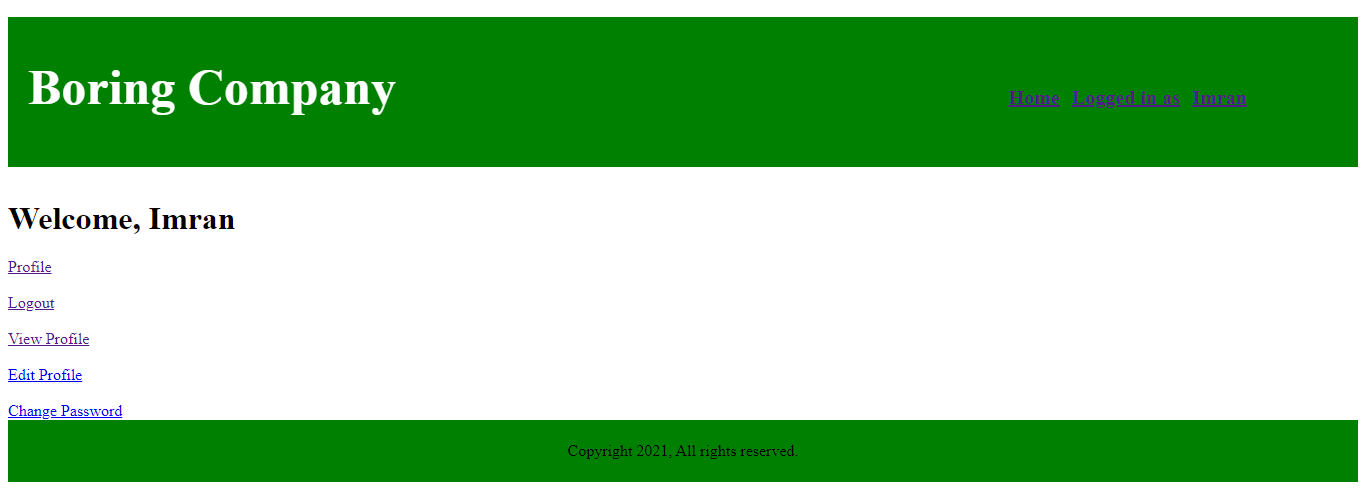 Boring Company
Home Logged in as Imran
Welcome, Imran
Profile
Logout
View Profile
Edit Profile
Change Password
Copyright 2021, All rights reserved.